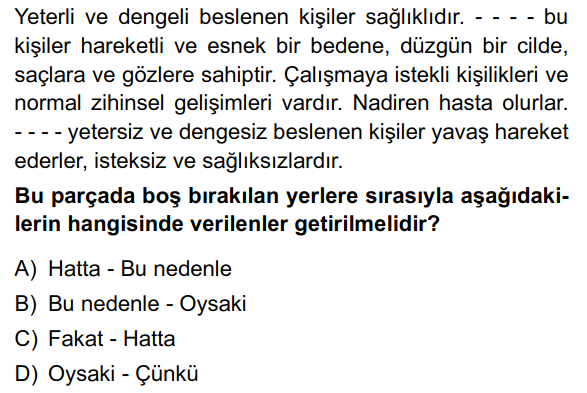 Yeterli ve dengeli beslenen kişiler sağlıklıdır. - - - - bu
kişiler hareketli ve esnek bir bedene, düzgün bir cilde,
saçlara ve gözlere sahiptir. Çalışmaya istekli kişilikleri ve
normal zihinsel gelişimleri vardır. Nadiren hasta olurlar.
- - - - yetersiz ve dengesiz beslenen kişiler yavaş hareket
ederler, isteksiz ve sağlıksızlardır.
Bu parçada boş bırakılan yerlere sırasıyla aşağıdaki-
lerin hangisinde verilenler getirilmelidir?
A) Hatta - Bu nedenle
B) Bu nedenle - Oysaki
C) Fakat - Hatta
D) Oysaki - Çünkü